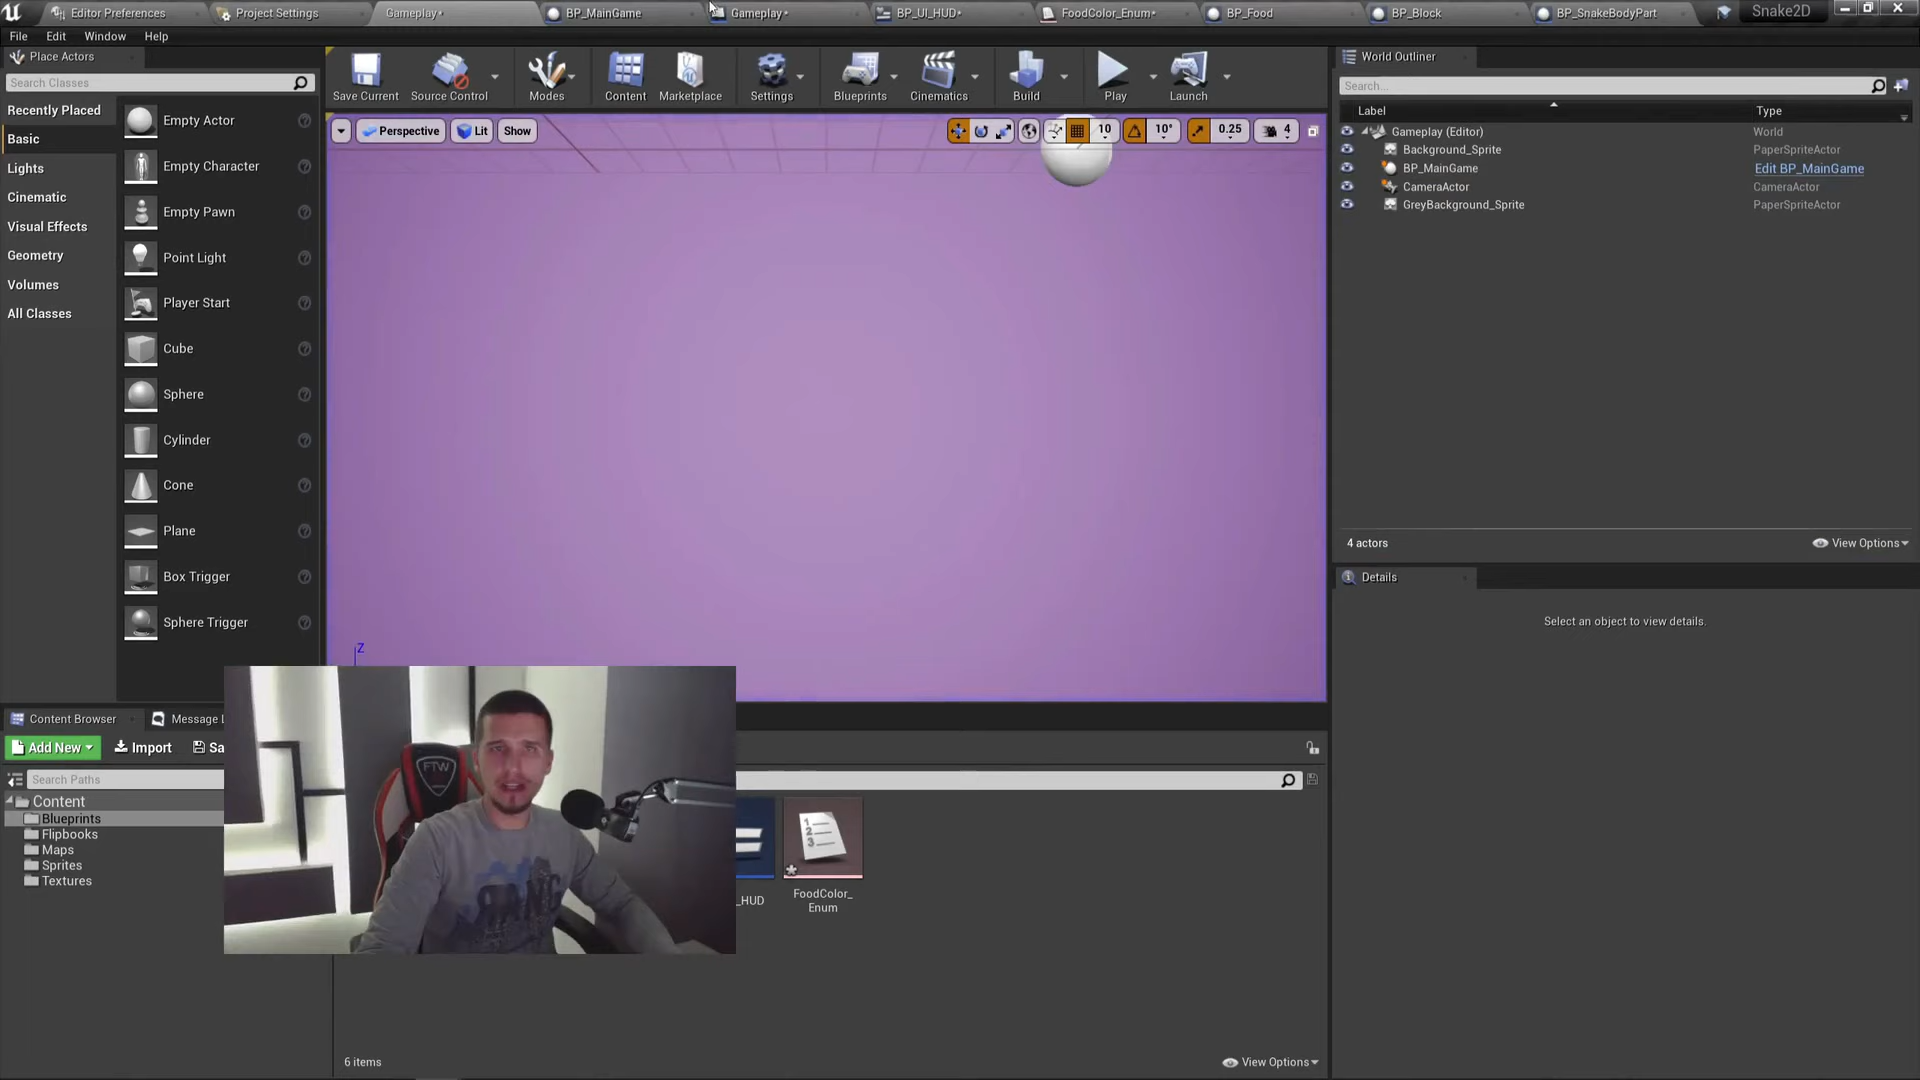 Editor Preferences
Project Settings
Gameplay•
BP_MainGame
Gameplay•
BP_UI_HUD•
FoodColor_Enum•
BP_Food
BP_Block
BP_SnakeBodyPart
Snake2D
File Edit Window Help
Place Actors
Search Classes
Recently Placed
Basic
Lights
Cinematic
Visual Effects
Geometry
Volumes
All Classes
Empty Actor
Empty Character
Empty Pawn
Point Light
Player Start
Cube
Sphere
Cylinder
Cone
Plane
Box Trigger
Sphere Trigger
Save Current
Source Control
Modes
Content
Marketplace
Settings
Blueprints
Cinematics
Build
Play
Launch
Perspective
Lit
Show
10
10°
0.25
4
Z
World Outliner
Search...
Label Type
Gameplay (Editor) World
Background_Sprite PaperSpriteActor
BP_MainGame Edit BP_MainGame
CameraActor CameraActor
GreyBackground_Sprite PaperSpriteActor
4 actors
View Options
Details
Select an object to view details.
Content Browser
Message L
Add New
Import
Sa
Search Paths
Content
Blueprints
Flipbooks
Maps
Sprites
Textures
FTW
1
2
3
_HUD
FoodColor_
Enum
6 items
View Options